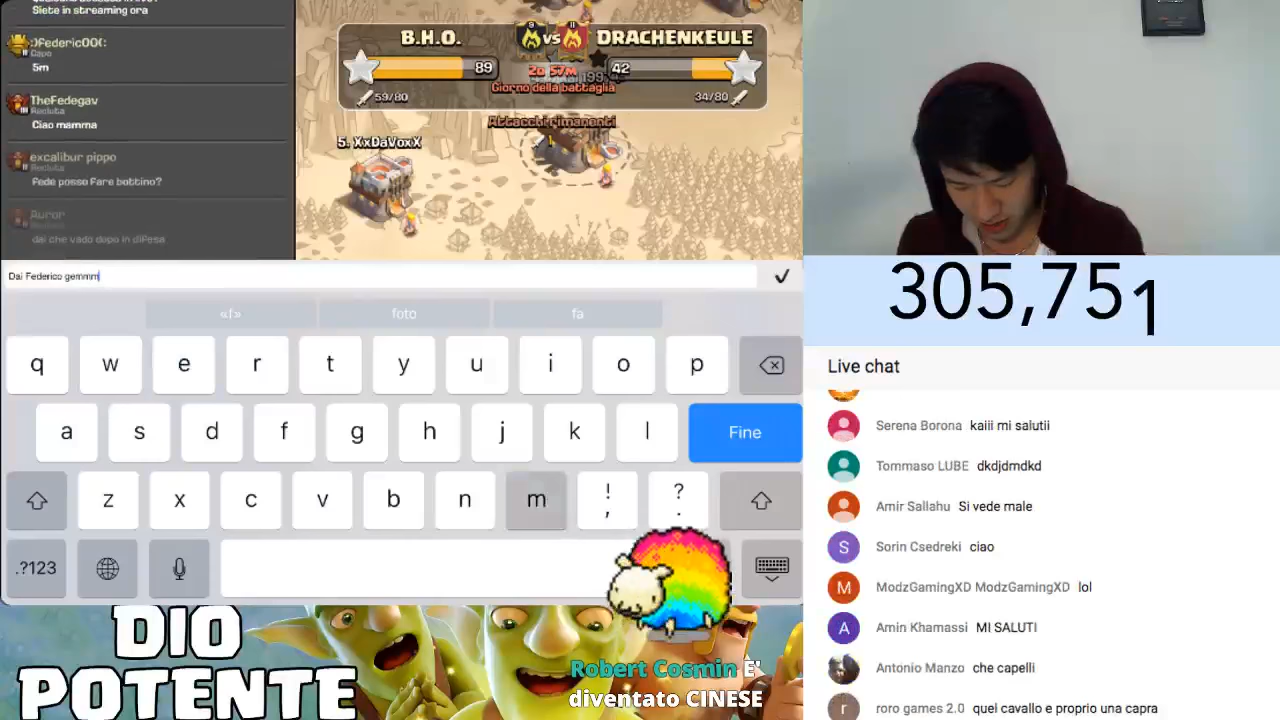 Siete in streaming ora
:)Federic00(:
Capo
5m
TheFedegav
Recluta
Ciao mamma
excalibur pippo
Recluta
Fede posso Fare bottino?
Auror
dai che vado dopo in diFesa
B.H.O.
vs
DRACHENKEULE
89
42
2o 57m
Giorno della battaglia
59/80
34/80
Attacchi rimanenti
5. XxDaVoxX
Dai Federico gemmm
«f»
foto
fa
q w e r t y u i o p
a s d f g h j k l Fine
z x c v b n m ! , ? .
.?123
DIO
POTENTE
Robert Cosmin E'
diventato CINESE
305,751
Live chat
Serena Borona kaiii mi salutii
Tommaso LUBE dkdjdmdkd
Amir Sallahu Si vede male
S Sorin Csedreki ciao
M ModzGamingXD ModzGamingXD lol
A Amin Khamassi MI SALUTI
Antonio Manzo che capelli
r roro games 2.0 quel cavallo e proprio una capra